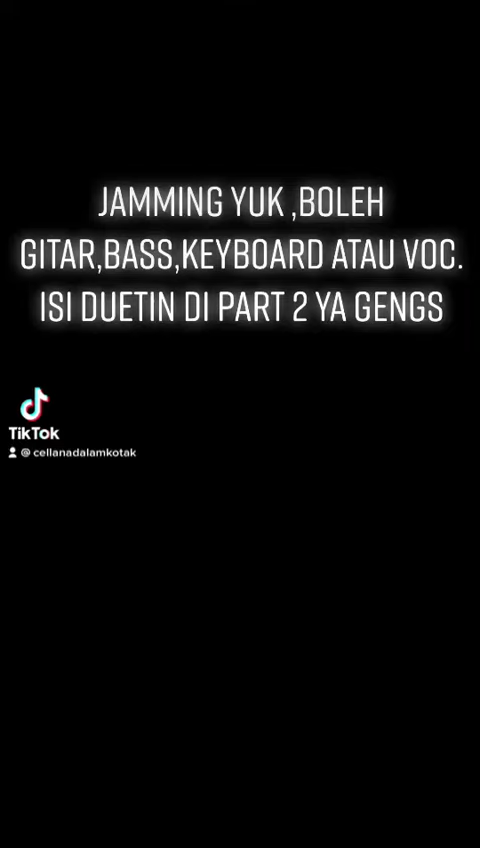 JAMMING YUK ,BOLEH
GITAR,BASS,KEYBOARD ATAU VOC.
ISI DUETIN DI PART 2 YA GENGS
TikTok
@ cellanadalamkotak